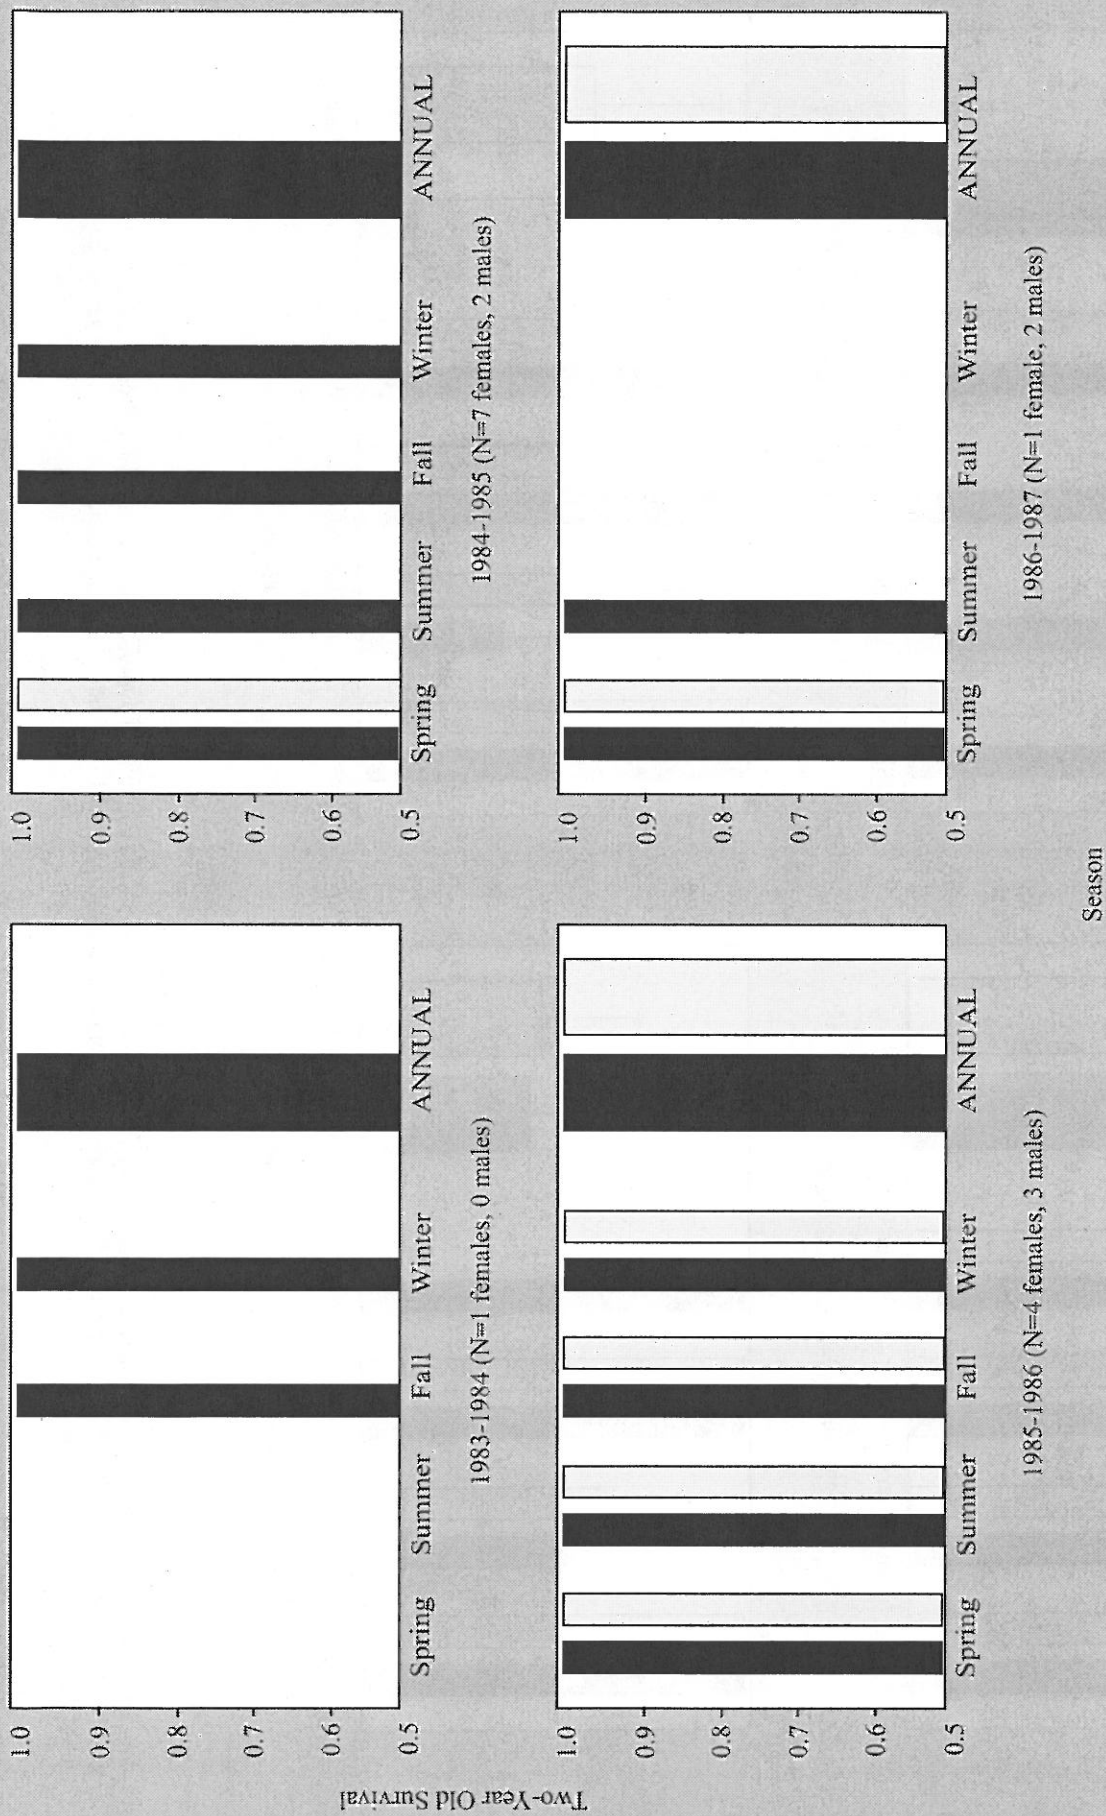 Two-Year Old Survival
1.0
0.9
0.8
0.7
0.6
0.5
Spring Summer Fall Winter ANNUAL
1983-1984 (N=1 females, 0 males)
1.0
0.9
0.8
0.7
0.6
0.5
Spring Summer Fall Winter ANNUAL
1984-1985 (N=7 females, 2 males)
1.0
0.9
0.8
0.7
0.6
0.5
Spring Summer Fall Winter ANNUAL
1985-1986 (N=4 females, 3 males)
1.0
0.9
0.8
0.7
0.6
0.5
Spring Summer Fall Winter ANNUAL
1986-1987 (N=1 female, 2 males)
Season